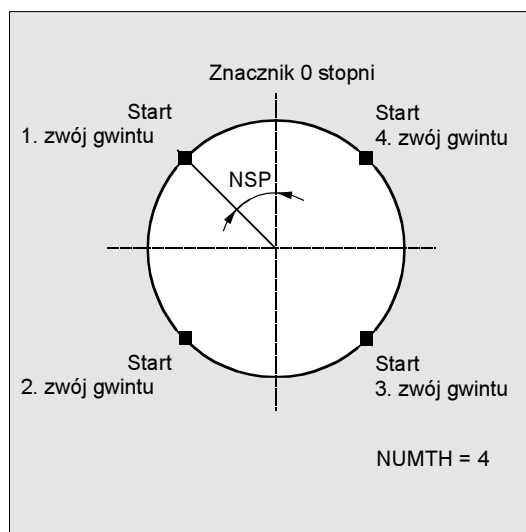 Znacznik 0 stopni
Start
1. zwój gwintu
Start
4. zwój gwintu
NSP
Start
2. zwój gwintu
Start
3. zwój gwintu
NUMTH = 4